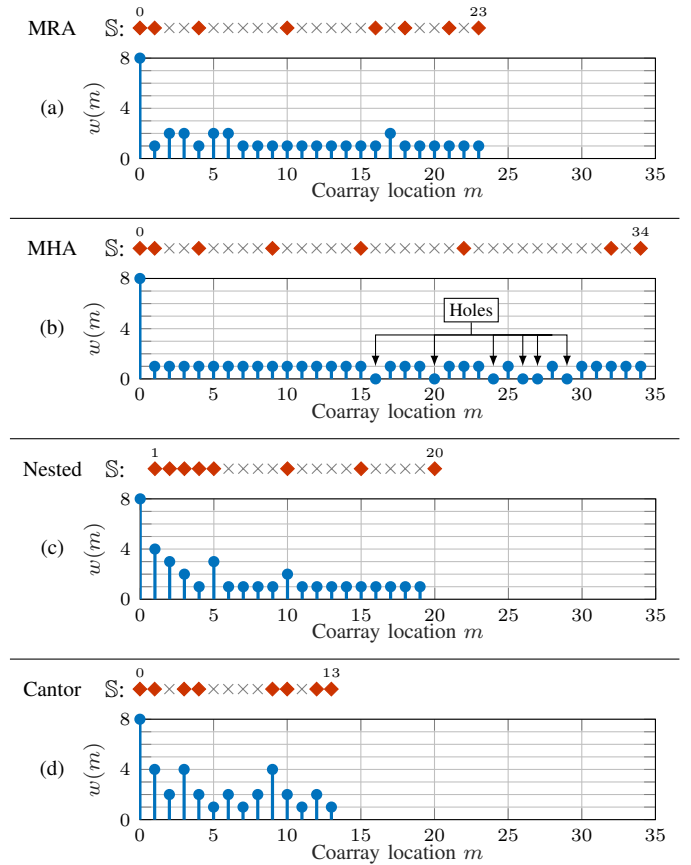 0 23
MRA 𝕊:
8
4
0
w(m)
(a)
0 5 10 15 20 25 30 35
Coarray location m
0 34
MHA 𝕊:
8
4
0
w(m)
(b)
Holes
0 5 10 15 20 25 30 35
Coarray location m
1 20
Nested 𝕊:
8
4
0
w(m)
(c)
0 5 10 15 20 25 30 35
Coarray location m
0 13
Cantor 𝕊:
8
4
0
w(m)
(d)
0 5 10 15 20 25 30 35
Coarray location m